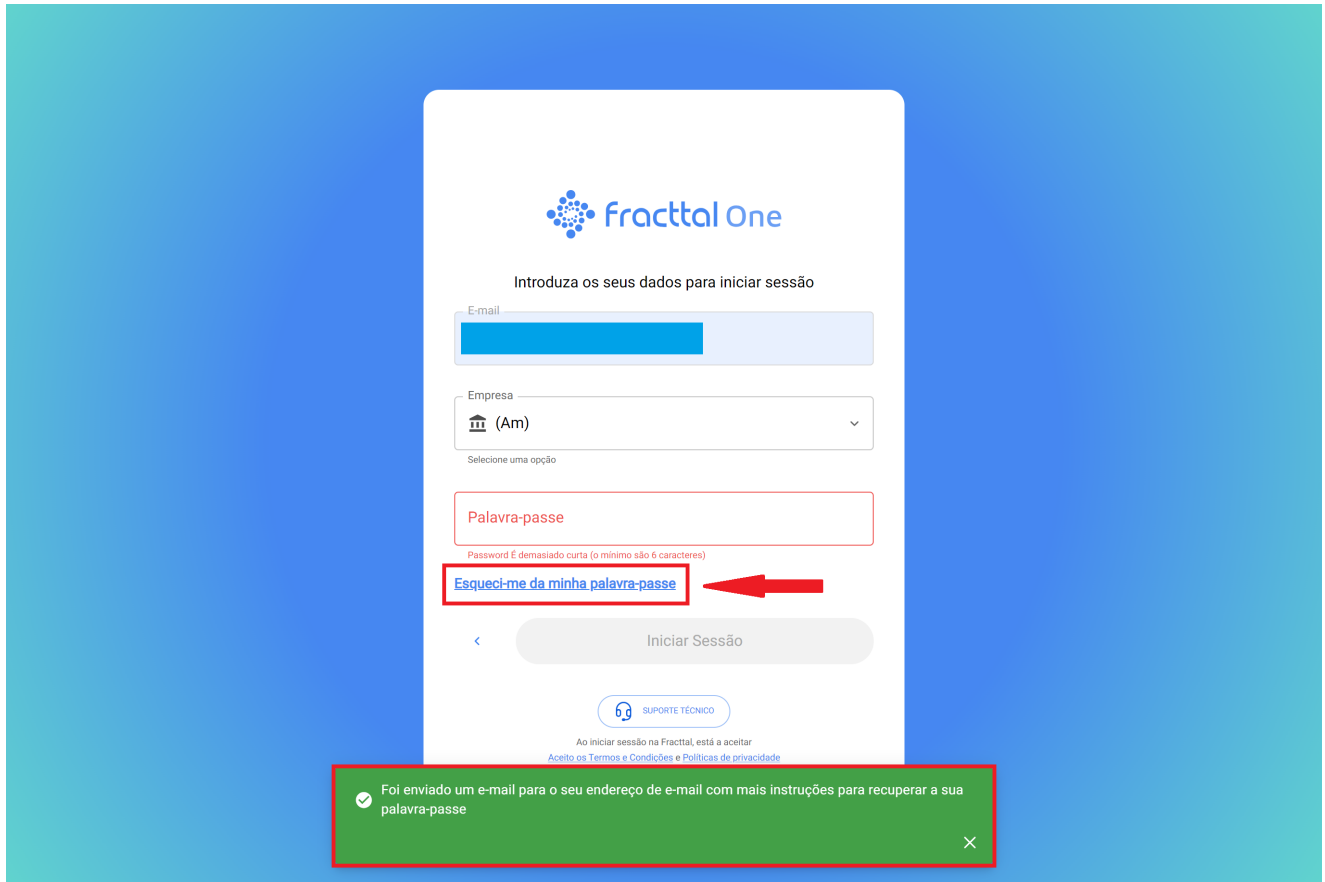 fracttal One
Introduza os seus dados para iniciar sessão
E-mail
Empresa
(Am)
Selecione uma opção
Palavra-passe
Password É demasiado curta (o mínimo são 6 caracteres)
Esqueci-me da minha palavra-passe
Iniciar Sessão
SUPORTE TÉCNICO
Ao iniciar sessão na Fracttal, está a aceitar
Aceito os Termos e Condições e Políticas de privacidade
Foi enviado um e-mail para o seu endereço de e-mail com mais instruções para recuperar a sua
palavra-passe